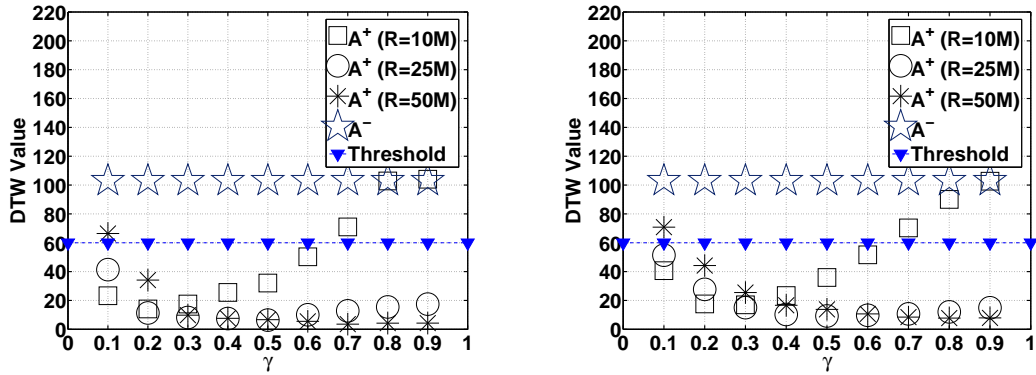 220
200
180
160
140
120
100
80
60
40
20
0
DTW Value
0 0.1 0.2 0.3 0.4 0.5 0.6 0.7 0.8 0.9 1
γ
A+ (R=10M)
A+ (R=25M)
A+ (R=50M)
A−
Threshold
220
200
180
160
140
120
100
80
60
40
20
0
DTW Value
0 0.1 0.2 0.3 0.4 0.5 0.6 0.7 0.8 0.9 1
γ
A+ (R=10M)
A+ (R=25M)
A+ (R=50M)
A−
Threshold